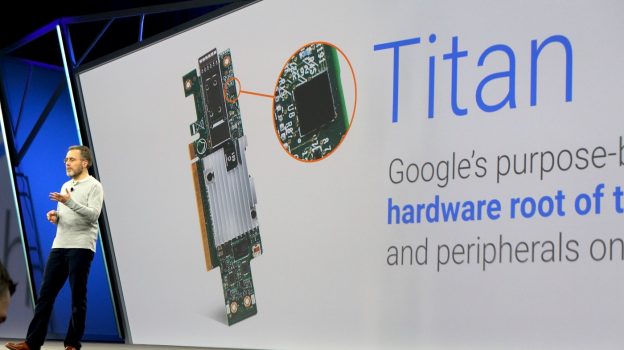 Titan
Google's purpose-b
hardware root of t
and peripherals on